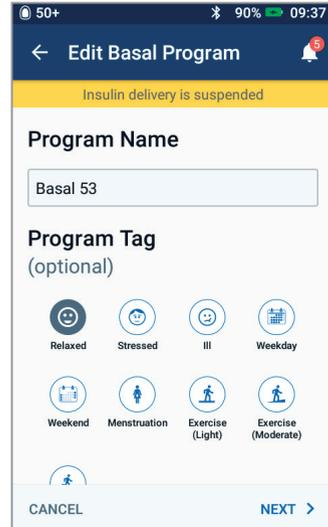 50+ 90% 09:37
Edit Basal Program
5
Insulin delivery is suspended
Program Name
Basal 53
Program Tag
(optional)
Relaxed Stressed Ill Weekday
Weekend Menstruation Exercise Exercise
(Light) (Moderate)
CANCEL NEXT